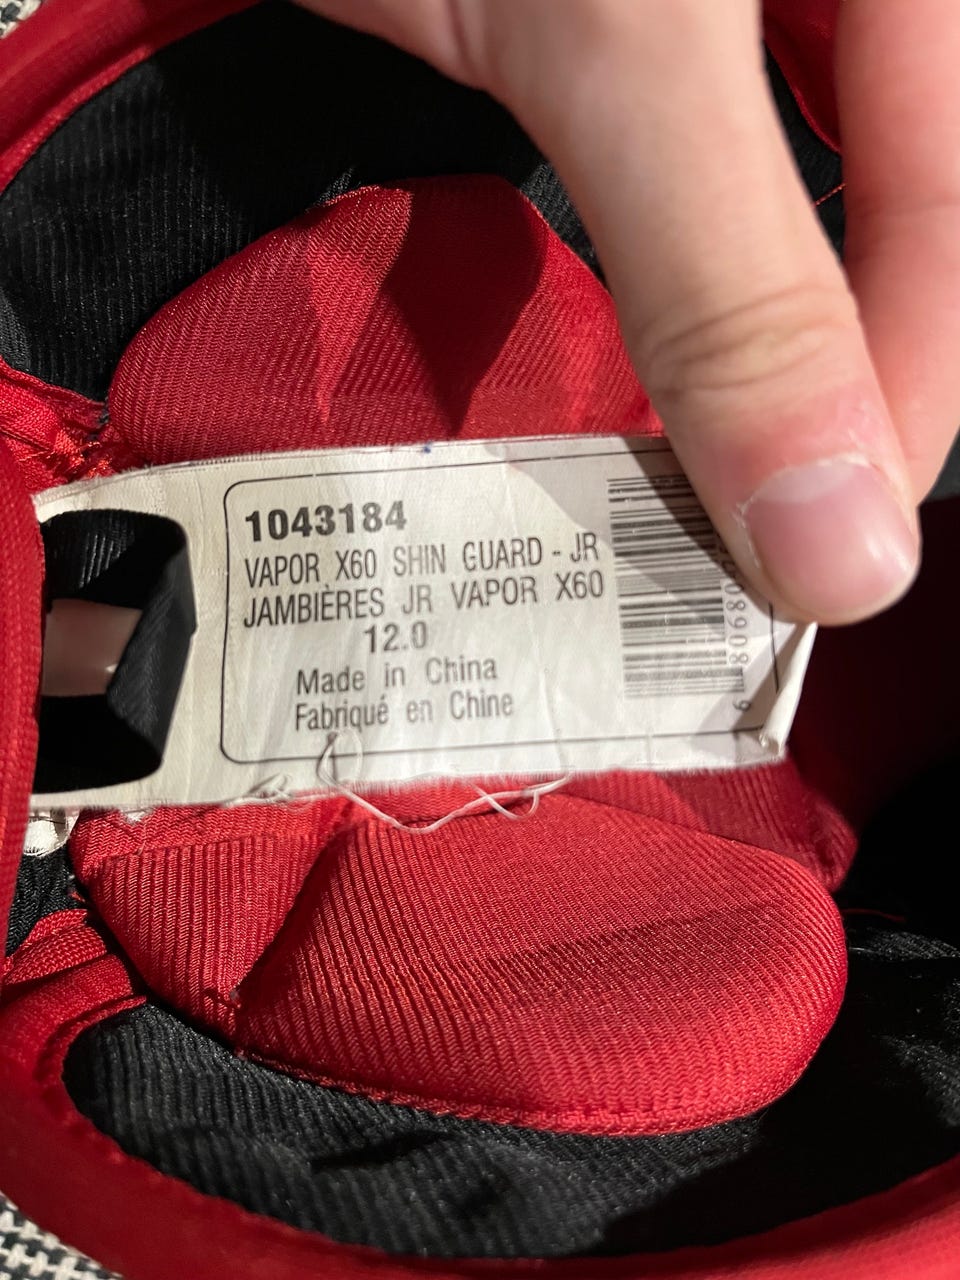 1043184
VAPOR X60 SHIN GUARD - JR
JAMBIÈRES JR VAPOR X60
12.0
Made in China
Fabriqué en Chine